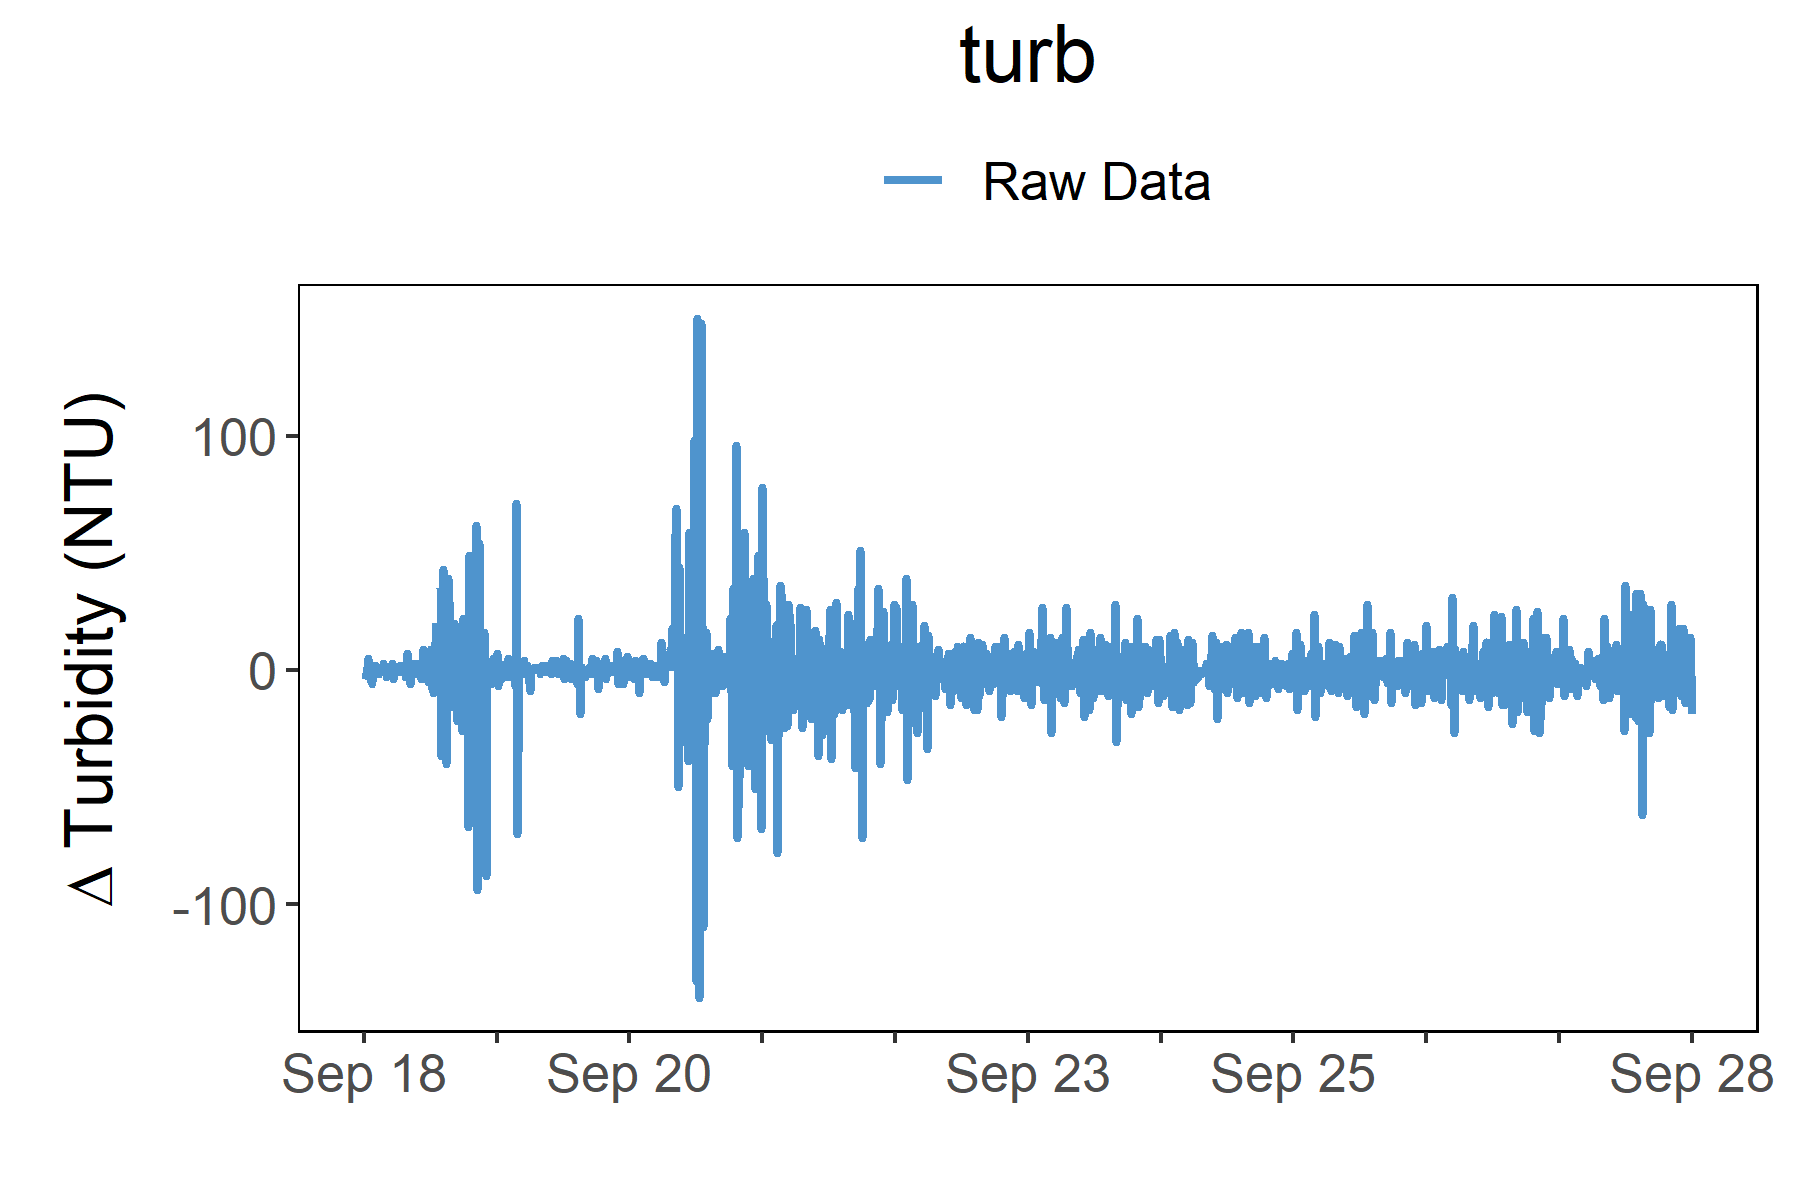 turb
Raw Data
Δ Turbidity (NTU)
100
0
-100
Sep 18 Sep 20 Sep 23 Sep 25 Sep 28